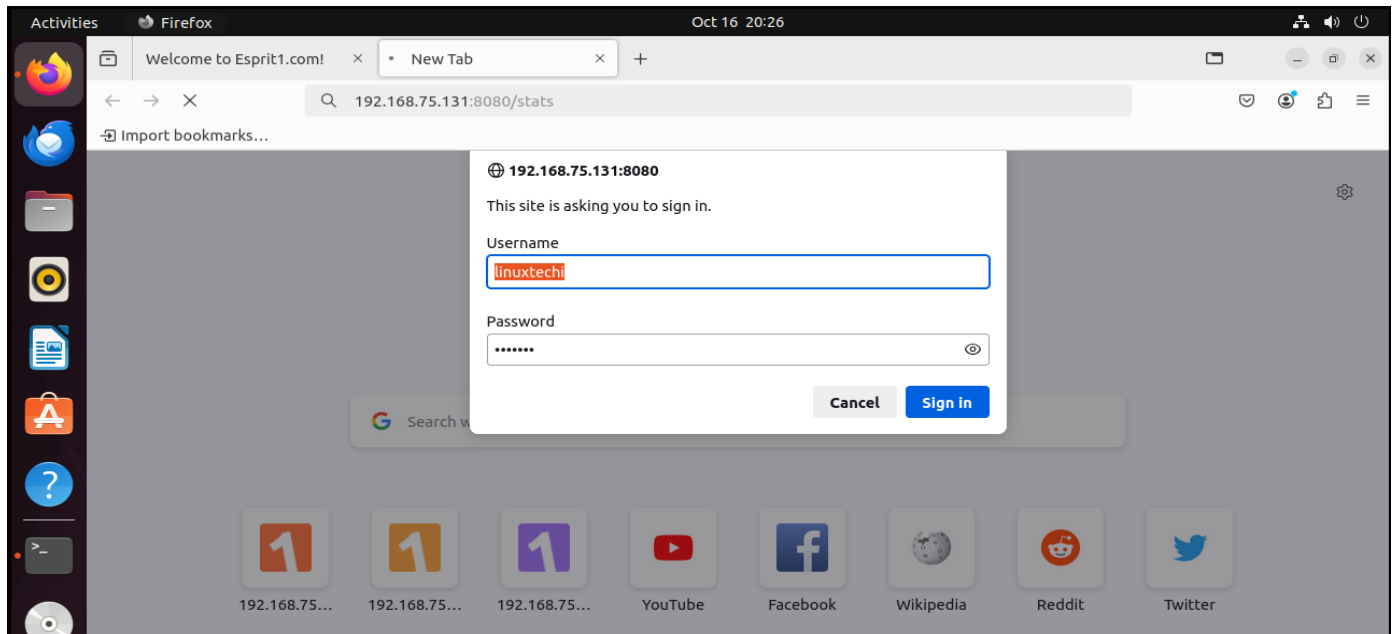 Activities Firefox Oct 16 20:26
Welcome to Esprit1.com! New Tab
192.168.75.131:8080/stats
Import bookmarks…
192.168.75.131:8080
This site is asking you to sign in.
Username
linuxtechi
Password
•••••••
Cancel Sign in
Search w
192.168.75… 192.168.75… 192.168.75… YouTube Facebook Wikipedia Reddit Twitter